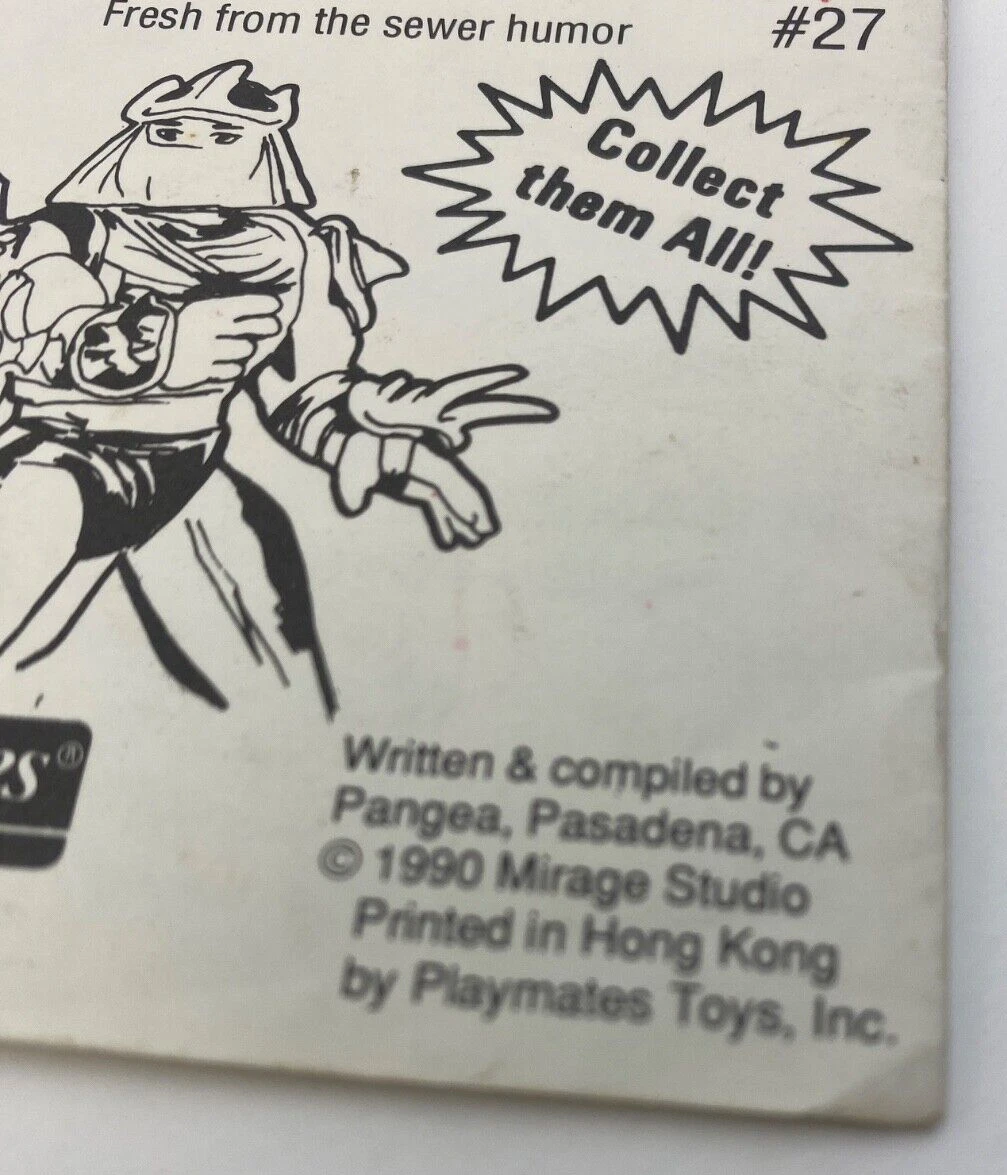 Fresh from the sewer humor
#27
Collect
them All!
Written & compiled by
Pangea, Pasadena, CA
© 1990 Mirage Studio
Printed in Hong Kong
by Playmates Toys, Inc.